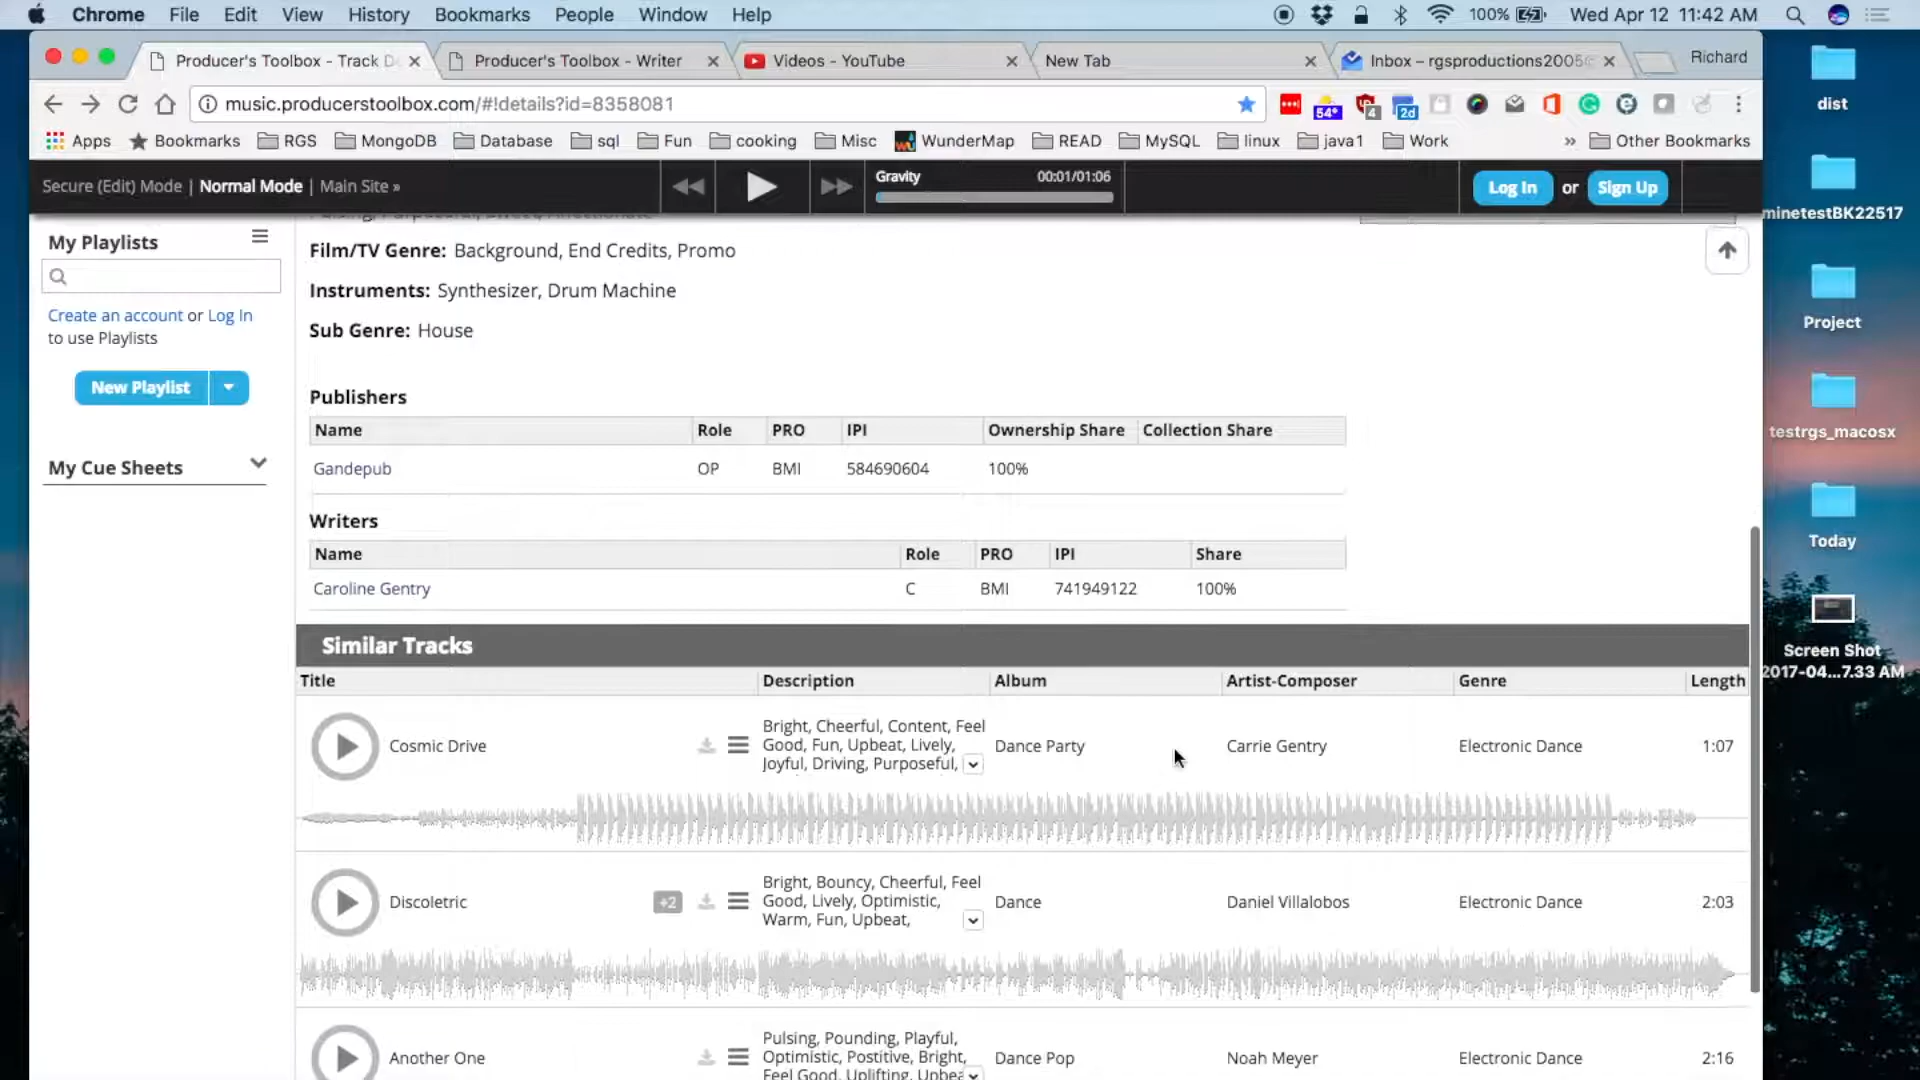 Chrome File Edit View History Bookmarks People Window Help 100% Wed Apr 12 11:42 AM
Producer's Toolbox - Track D Producer's Toolbox - Writer Videos - YouTube New Tab Inbox – rgsproductions2005 Richard
music.producerstoolbox.com/#!details?id=8358081 54° 4 2d
Apps Bookmarks RGS MongoDB Database sql Fun cooking Misc WunderMap READ MySQL linux java1 Work » Other Bookmarks
Secure (Edit) Mode | Normal Mode | Main Site » Gravity 00:01/01:06 Log In or Sign Up
My Playlists
Create an account or Log In
to use Playlists
New Playlist
My Cue Sheets
Film/TV Genre: Background, End Credits, Promo
Instruments: Synthesizer, Drum Machine
Sub Genre: House
Publishers
Name Role PRO IPI Ownership Share Collection Share
Gandepub OP BMI 584690604 100%
Writers
Name Role PRO IPI Share
Caroline Gentry C BMI 741949122 100%
Similar Tracks
Title Description Album Artist-Composer Genre Length
Cosmic Drive Bright, Cheerful, Content, Feel
Good, Fun, Upbeat, Lively,
Joyful, Driving, Purposeful, Dance Party Carrie Gentry Electronic Dance 1:07
Discoletric +2 Bright, Bouncy, Cheerful, Feel
Good, Lively, Optimistic,
Warm, Fun, Upbeat, Dance Daniel Villalobos Electronic Dance 2:03
Another One Pulsing, Pounding, Playful,
Optimistic, Postitive, Bright,
Feel Good, Uplifting, Dance Pop Noah Meyer Electronic Dance 2:16
dist
minetestBK22517
Project
testrgs_macosx
Today
Screen Shot
2017-04...7.33 AM